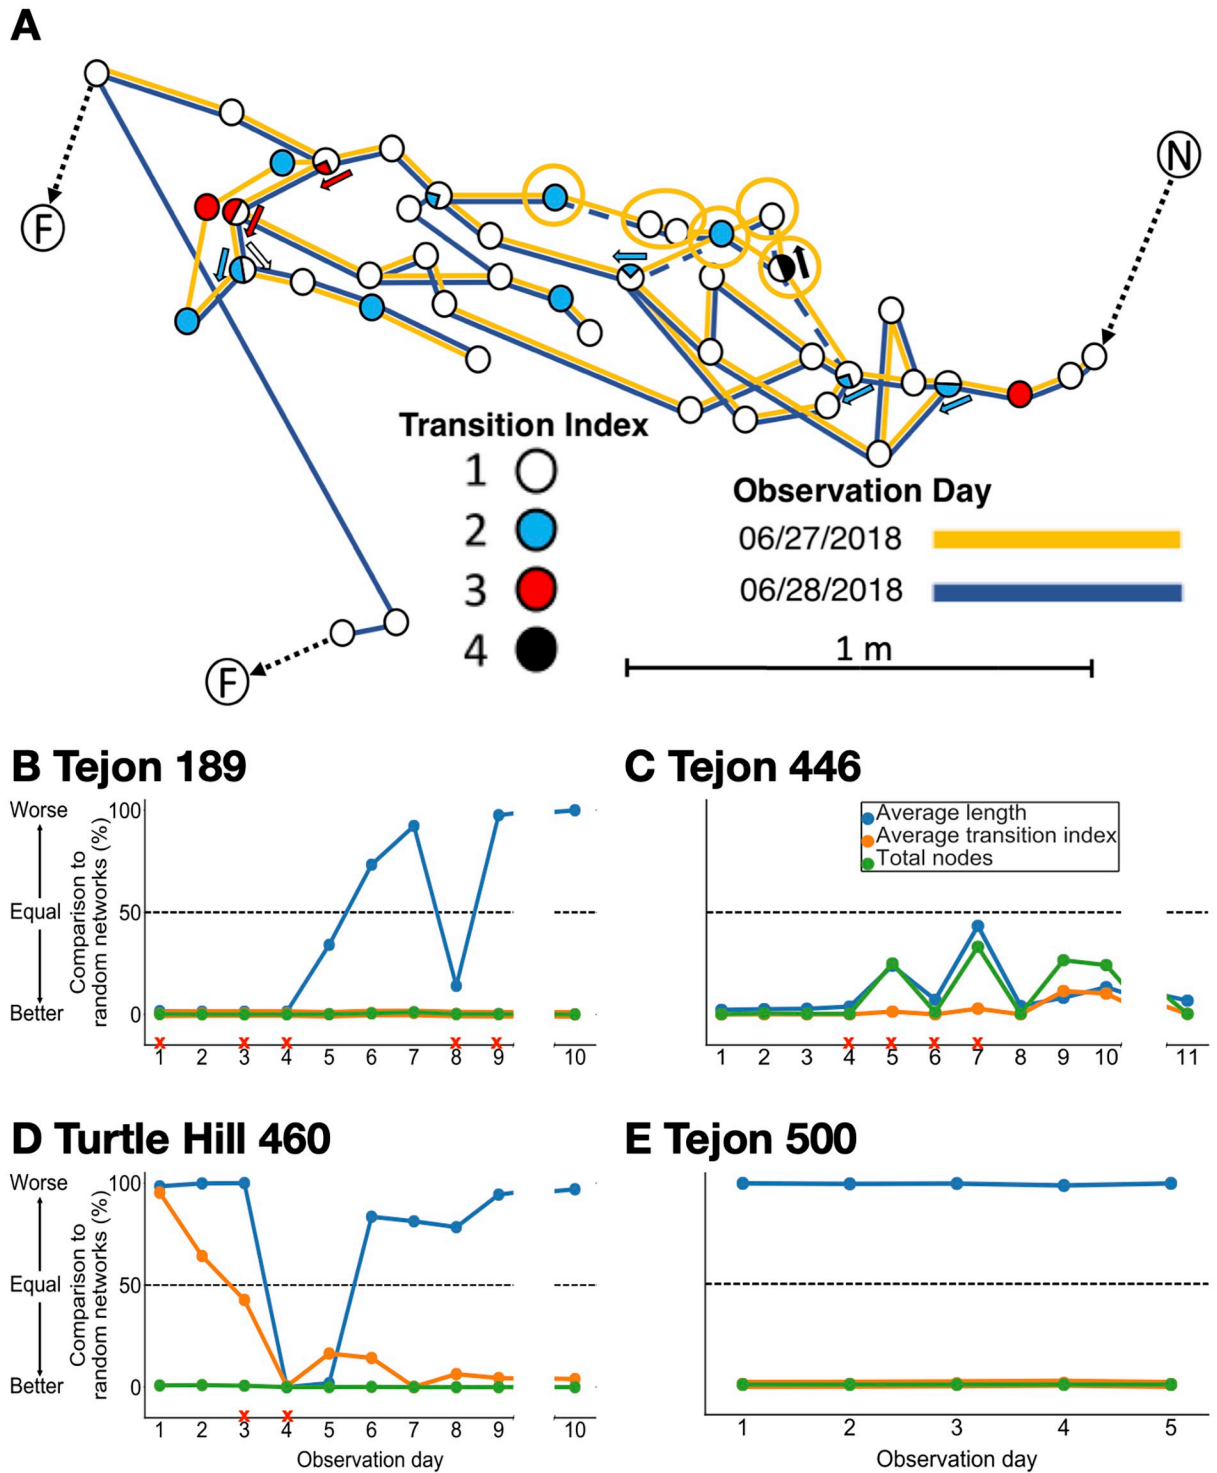 A
N
F
F
Transition Index
1
2
3
4
Observation Day
06/27/2018
06/28/2018
1 m
B Tejon 189
Worse
Equal
Better
Comparison to
random networks (%)
100
50
0
x x x x x
1 2 3 4 5 6 7 8 9 10
C Tejon 446
Average length
Average transition index
Total nodes
x x x x
1 2 3 4 5 6 7 8 9 10 11
D Turtle Hill 460
Worse
Equal
Better
Comparison to
random networks (%)
100
50
0
x x
1 2 3 4 5 6 7 8 9 10
Observation day
E Tejon 500
1 2 3 4 5
Observation day